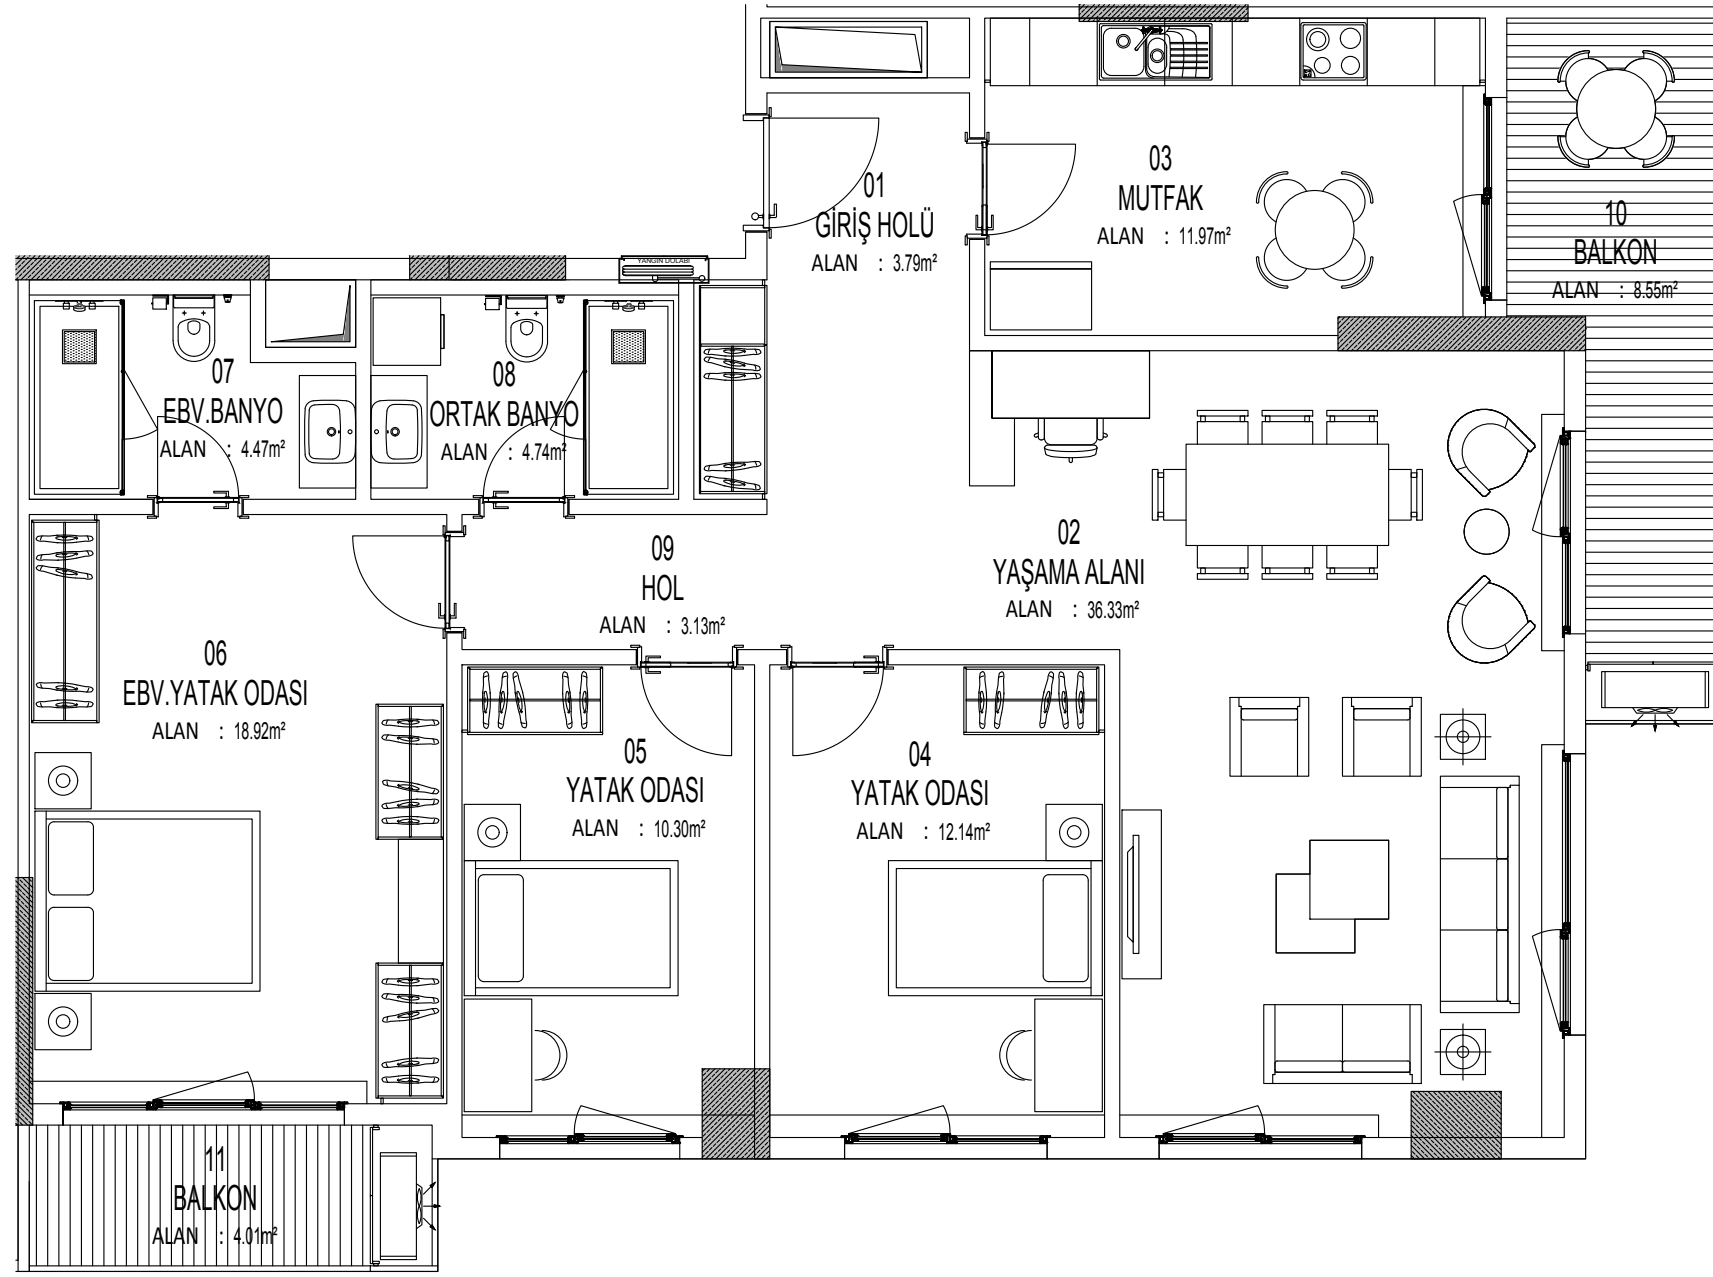 YANGIN DOLABI
01
GİRİŞ HOLÜ
ALAN : 3.79m²
03
MUTFAK
ALAN : 11.97m²
10
BALKON
ALAN : 8.55m²
07
EBV.BANYO
ALAN : 4.47m²
08
ORTAK BANYO
ALAN : 4.74m²
09
HOL
ALAN : 3.13m²
02
YAŞAMA ALANI
ALAN : 36.33m²
06
EBV.YATAK ODASI
ALAN : 18.92m²
05
YATAK ODASI
ALAN : 10.30m²
04
YATAK ODASI
ALAN : 12.14m²
11
BALKON
ALAN : 4.01m²